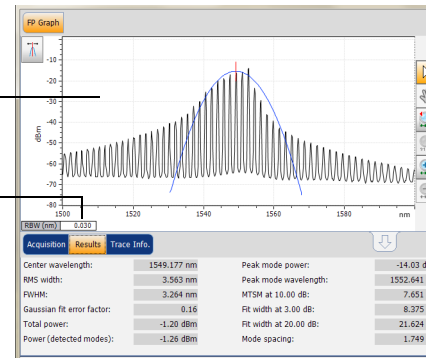 FP Graph
-10
-20
-30
-40
-50
-60
-70
-80
dBm
1500 1520 1540 1560 1580 nm
RBW (nm) 0.030
Acquisition Results Trace Info.
Center wavelength: 1549.177 nm Peak mode power: -14.03 d
RMS width: 3.563 nm Peak mode wavelength: 1552.641
FWHM: 3.264 nm MTSM at 10.00 dB: 7.651
Gaussian fit error factor: 0.16 Fit width at 3.00 dB: 8.375
Total power: -1.20 dBm Fit width at 20.00 dB: 21.624
Power (detected modes): -1.26 dBm Mode spacing: 1.749